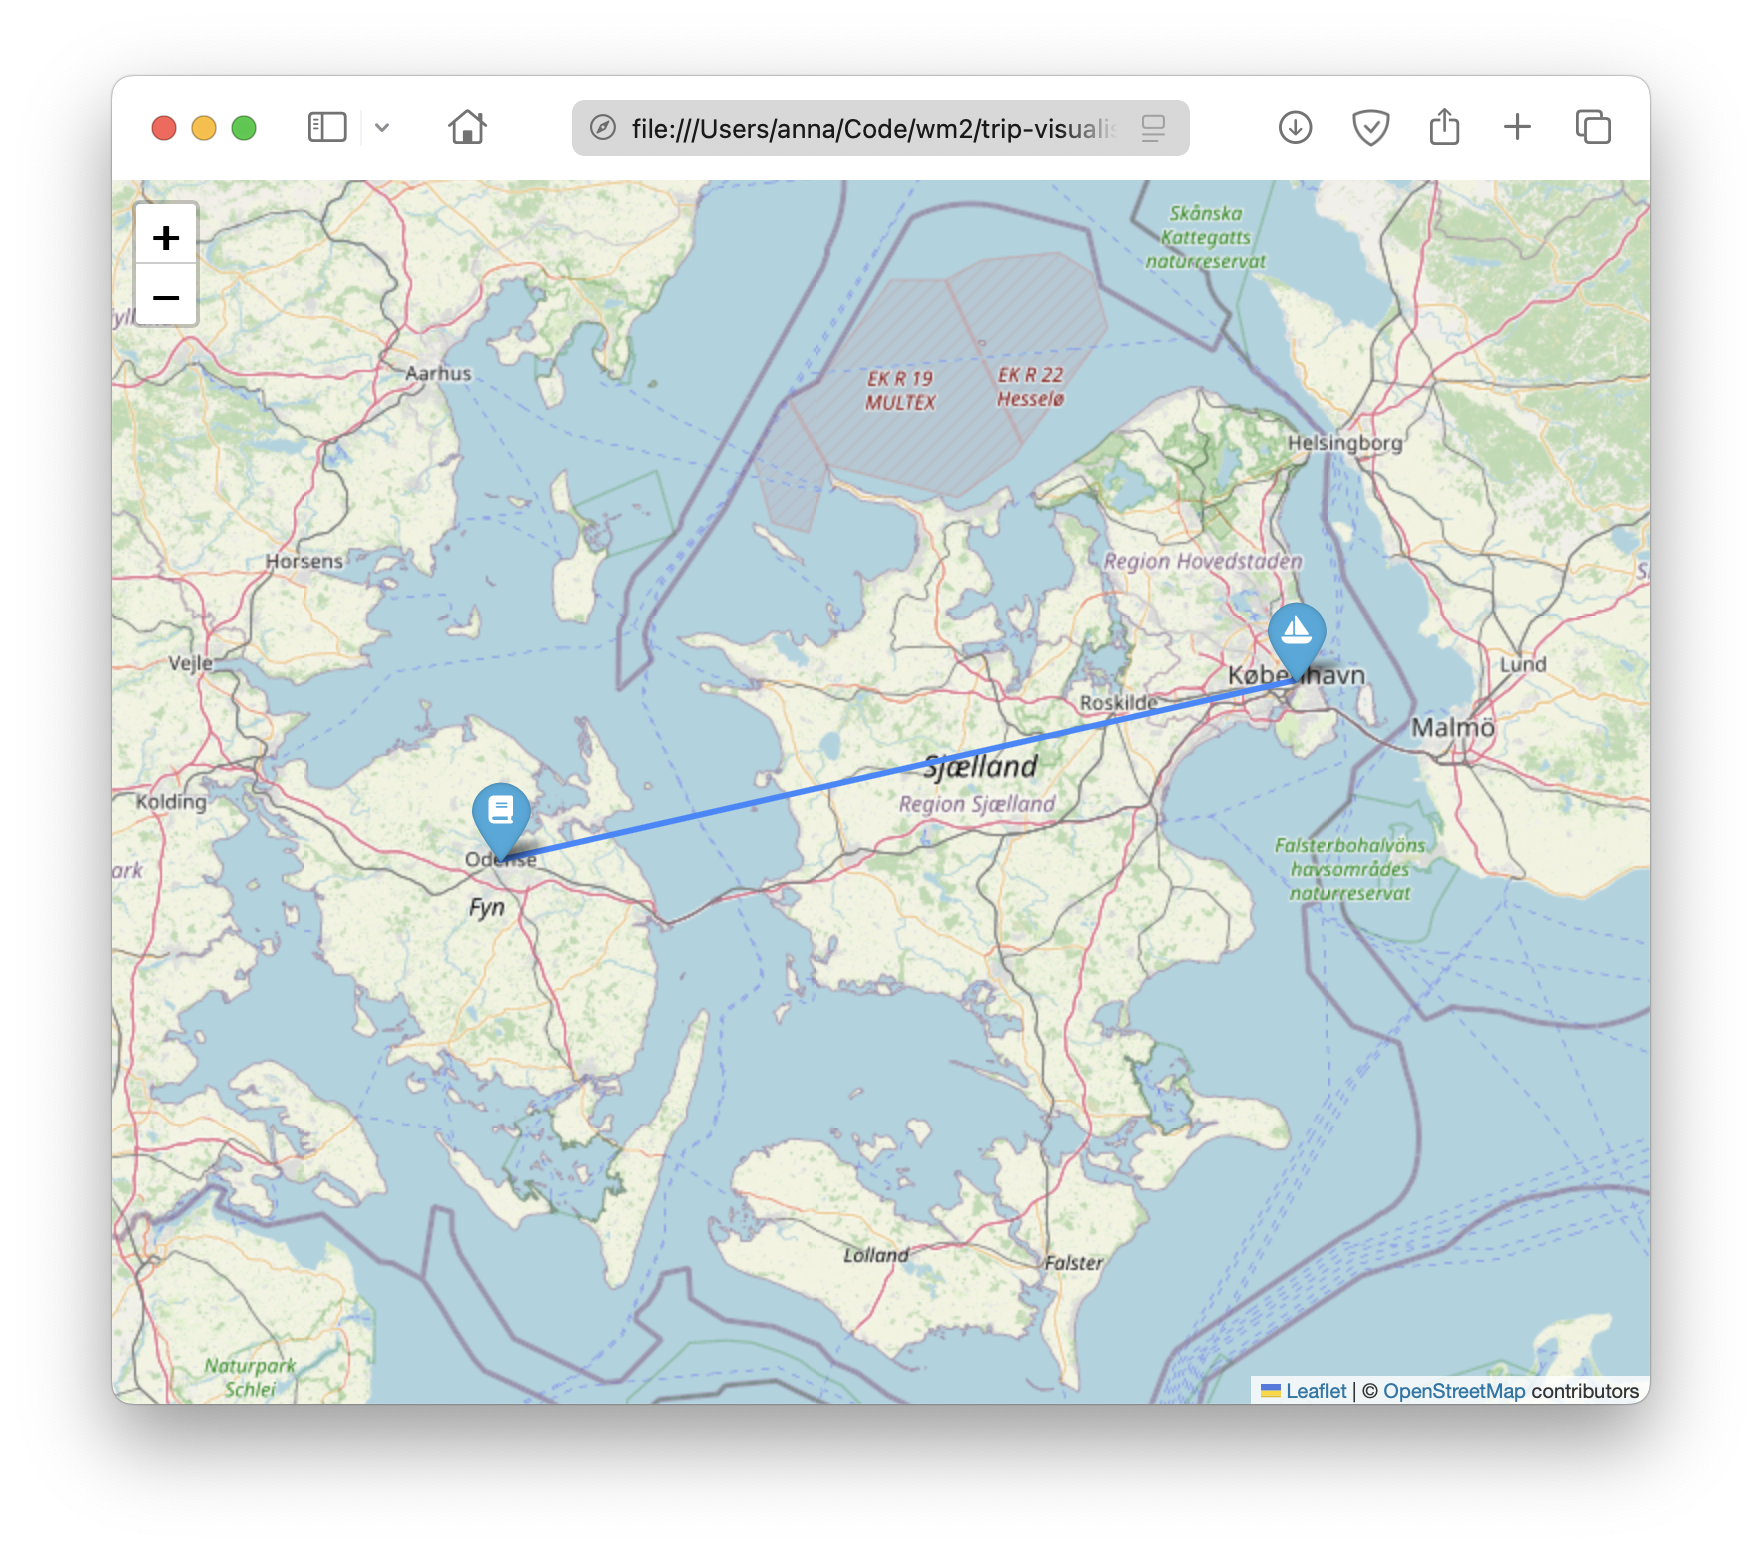 file:///Users/anna/Code/wm2/trip-visualis
+
−
Skånska
Kattegatts
naturreservat
Aarhus
EK R 19
MULTEX
EK R 22
Hesselø
Helsingborg
Horsens
Region Hovedstaden
Vejle
København
Lund
Roskilde
Malmö
Sjælland
Region Sjælland
Kolding
Odense
Fyn
ark
Falsterbohalvöns
havsområdes
naturreservat
Lolland
Falster
Naturpark
Schlei
Leaflet | © OpenStreetMap contributors